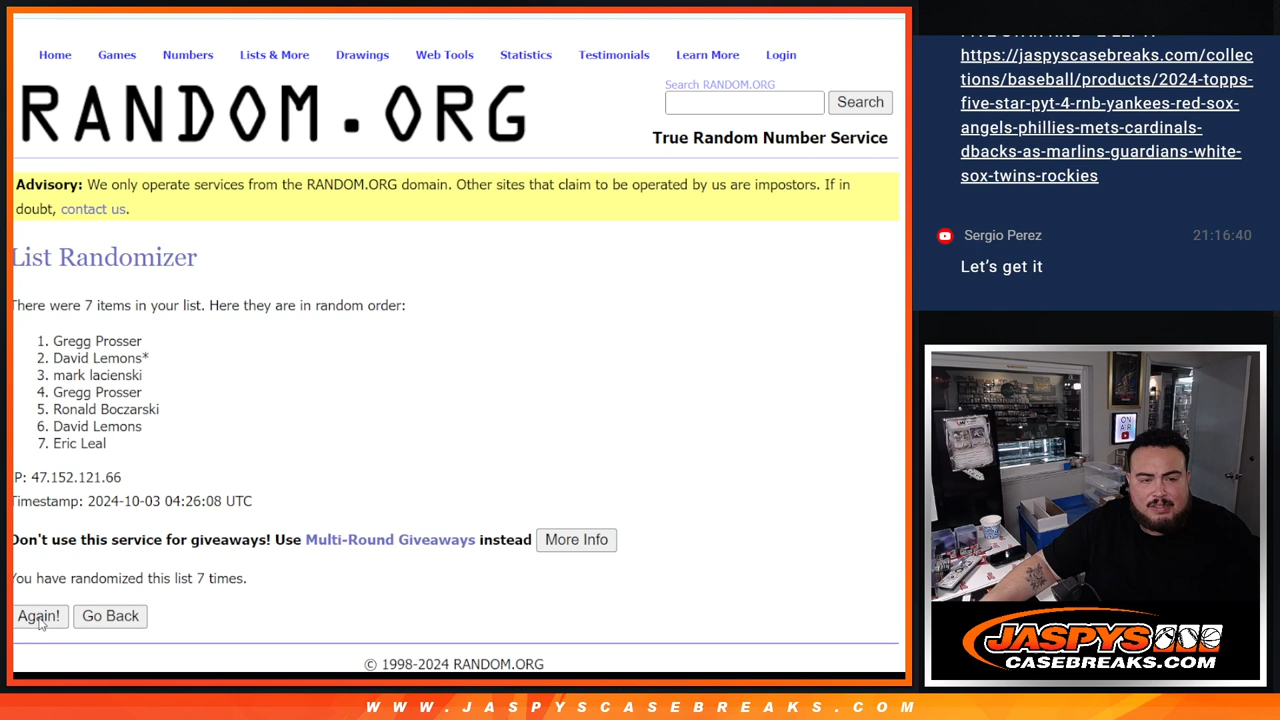 Home Games Numbers Lists & More Drawings Web Tools Statistics Testimonials Learn More Login
RANDOM.ORG
Search RANDOM.ORG
Search
True Random Number Service
Advisory: We only operate services from the RANDOM.ORG domain. Other sites that claim to be operated by us are impostors. If in
doubt, contact us.
List Randomizer
There were 7 items in your list. Here they are in random order:
1. Gregg Prosser
2. David Lemons*
3. mark lacienski
4. Gregg Prosser
5. Ronald Boczarski
6. David Lemons
7. Eric Leal
IP: 47.152.121.66
Timestamp: 2024-10-03 04:26:08 UTC
Don't use this service for giveaways! Use Multi-Round Giveaways instead More Info
You have randomized this list 7 times.
Again! Go Back
© 1998-2024 RANDOM.ORG
https://jaspyscasebreaks.com/collec
tions/baseball/products/2024-topps-
five-star-pyt-4-rnb-yankees-red-sox-
angels-phillies-mets-cardinals-
dbacks-as-marlins-guardians-white-
sox-twins-rockies
Sergio Perez 21:16:40
Let's get it
ON
AIR
JASPYS
CASEBREAKS.COM
WWW.JASPYSCASEBREAKS.COM